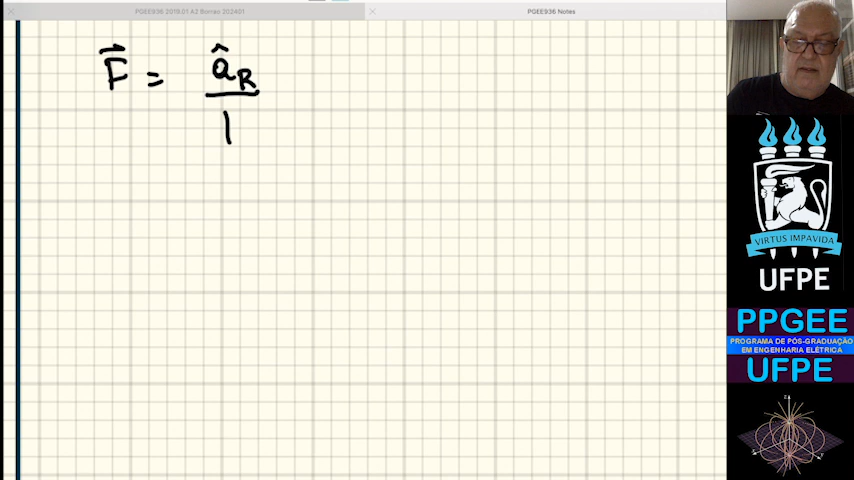 PGEE936 2019.01 A2 Borrao 202401
PGEE936 Notes
F⃗ = â_R
1
VIRTUS IMPAVIDA
UFPE
PPGEE
PROGRAMA DE PÓS-GRADUAÇÃO
EM ENGENHARIA ELÉTRICA
UFPE